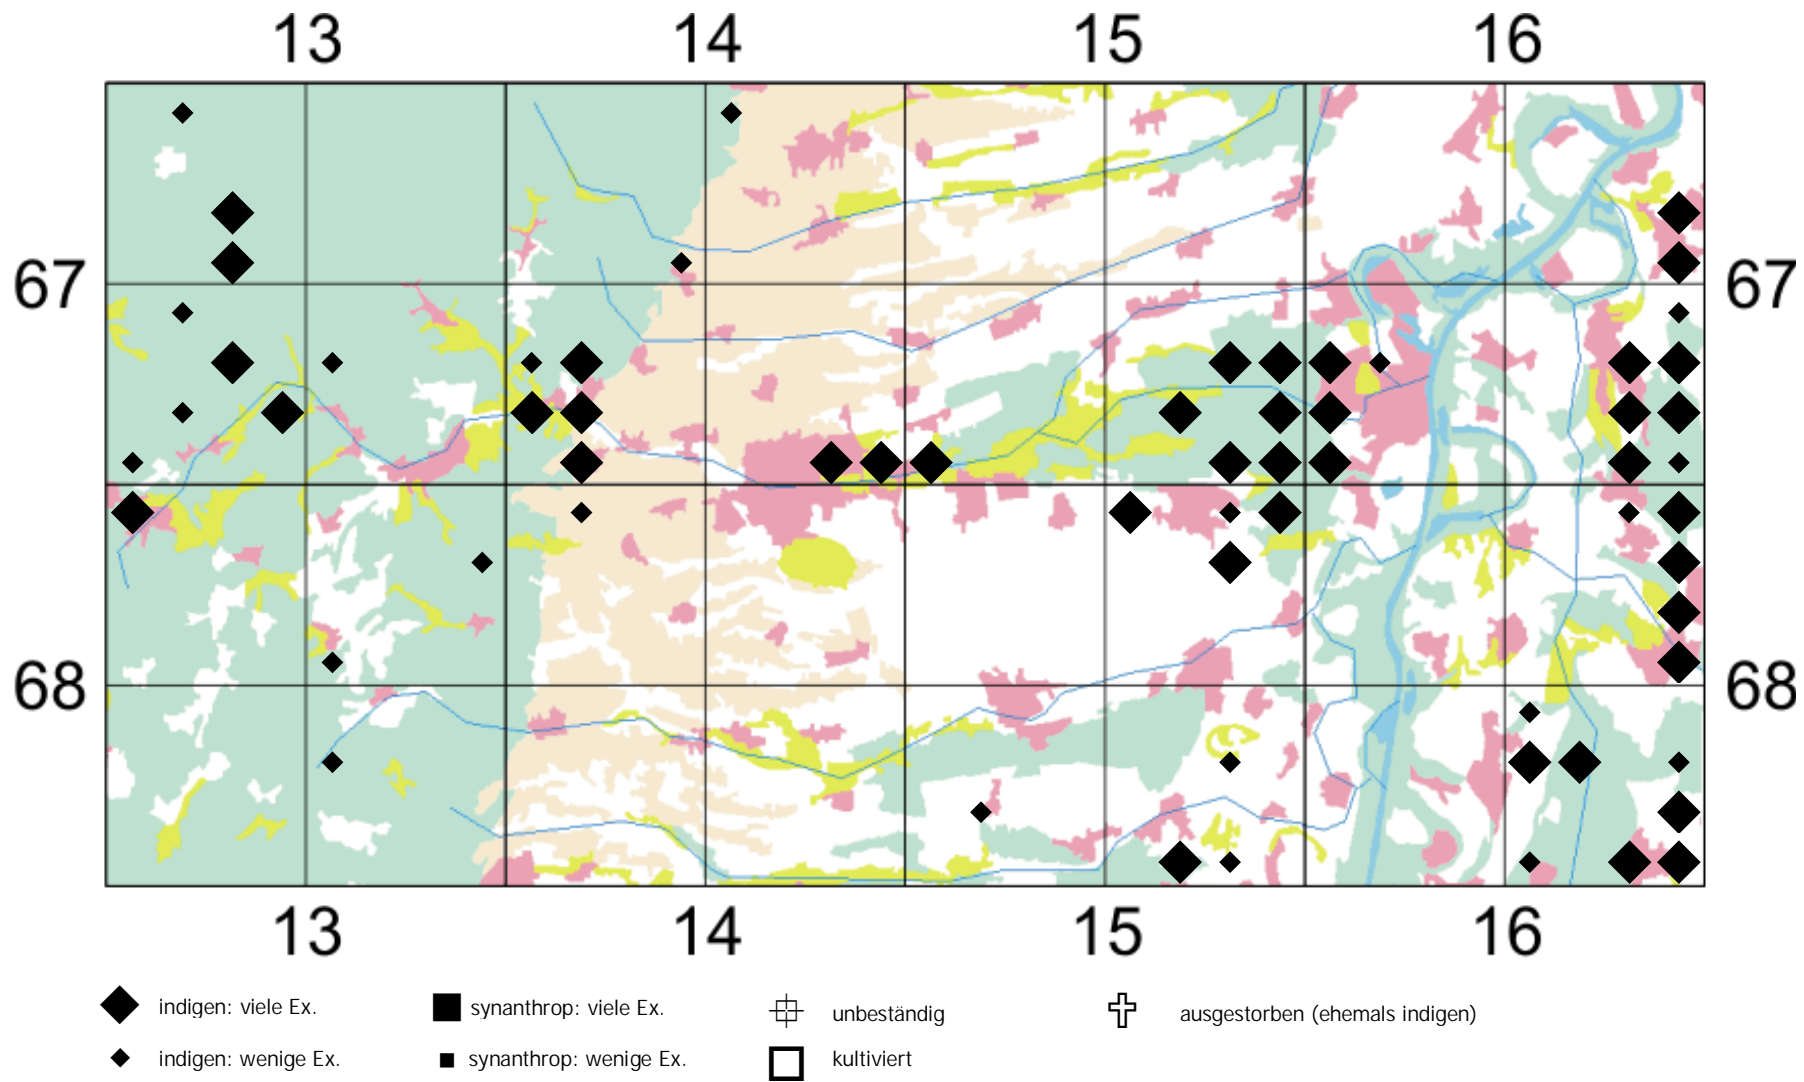 13 14 15 16
67 67
68 68
13 14 15 16
indigen: viele Ex. synanthrop: viele Ex. unbeständig ausgestorben (ehemals indigen)
indigen: wenige Ex. synanthrop: wenige Ex. kultiviert